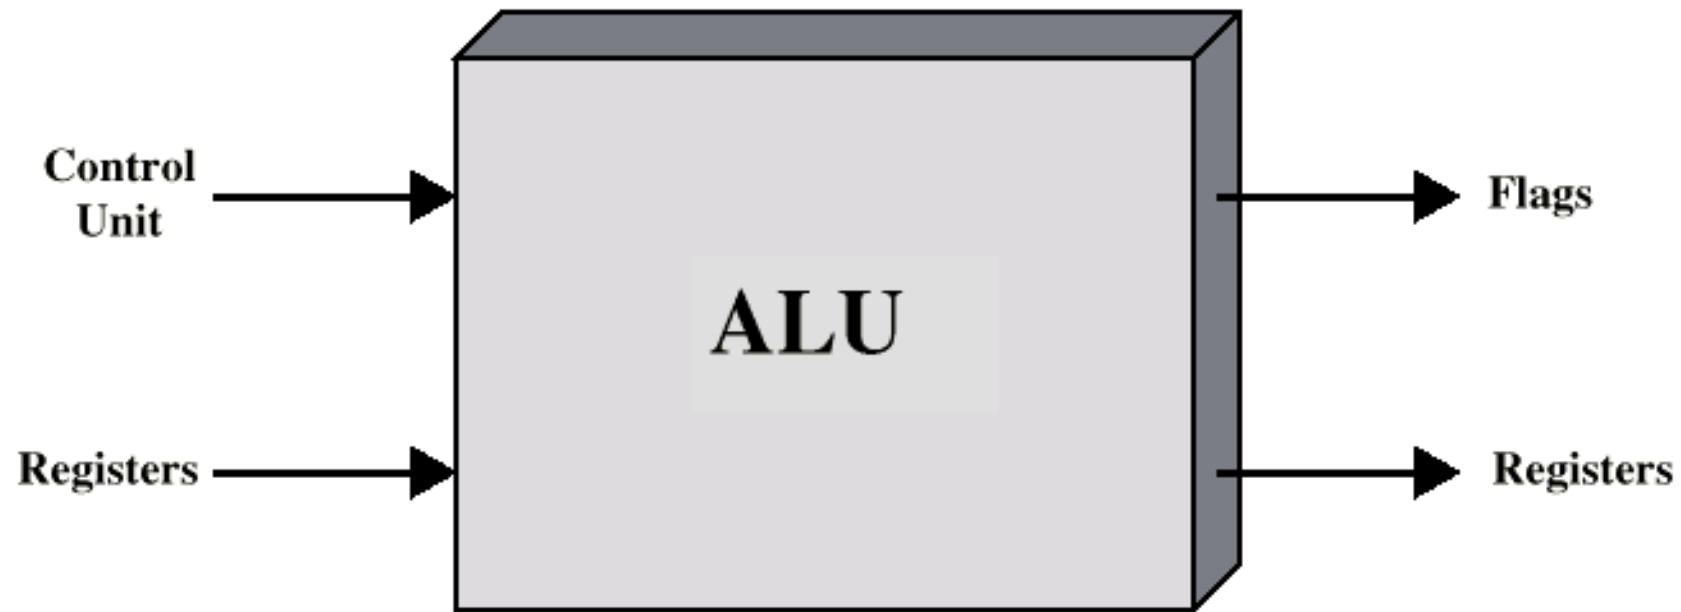 Control
Unit
Flags
ALU
Registers
Registers